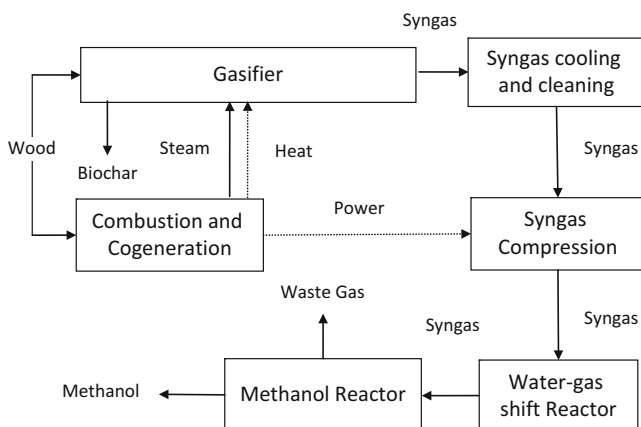 Syngas
Gasifier
Syngas cooling
and cleaning
Wood
Steam
Heat
Syngas
Biochar
Combustion and
Cogeneration
Power
Syngas
Compression
Waste Gas
Syngas
Syngas
Methanol
Methanol Reactor
Water-gas
shift Reactor